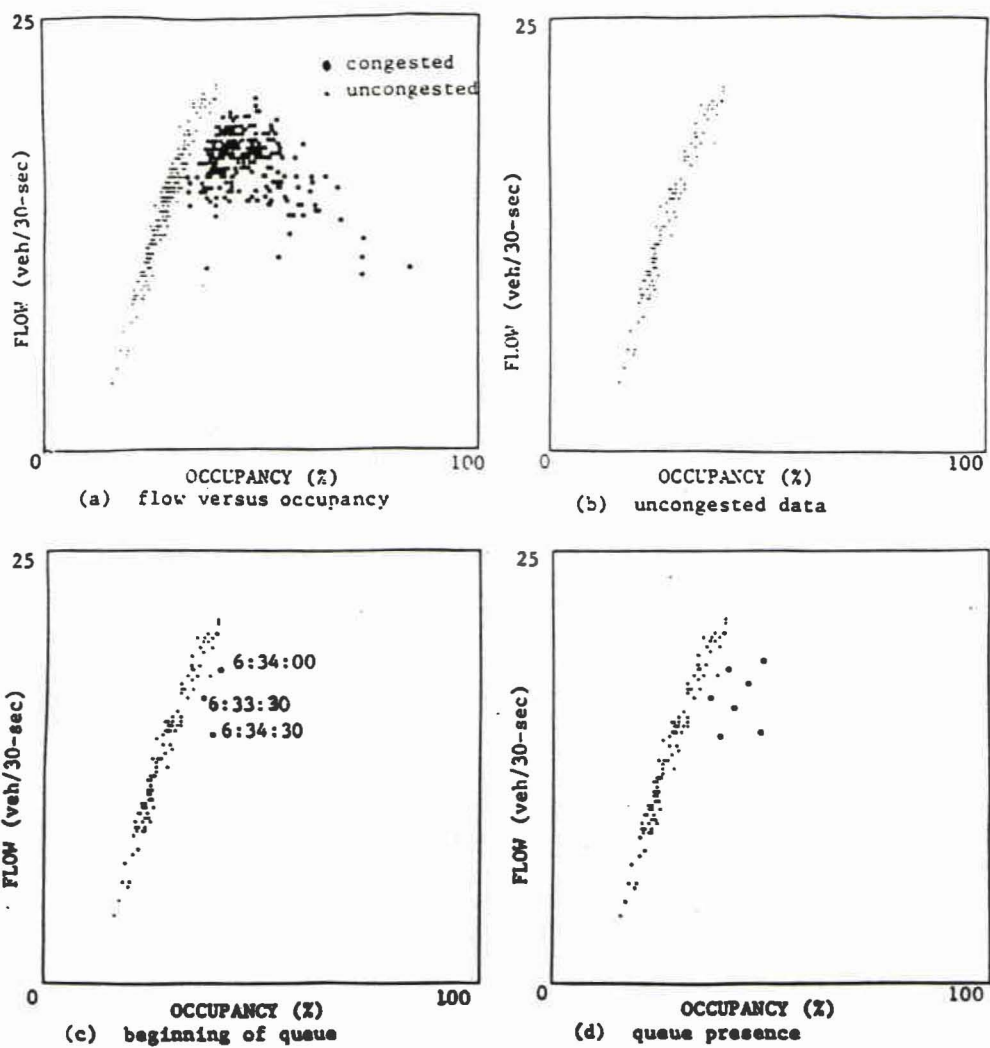 25
● congested
· uncongested
FLOW (veh/30-sec)
0
100
OCCUPANCY (%)
(a) flow versus occupancy
25
FLOW (veh/30-sec)
0
100
OCCUPANCY (%)
(b) uncongested data
25
6:34:00
6:33:30
6:34:30
FLOW (veh/30-sec)
0
100
OCCUPANCY (%)
(c) beginning of queue
25
FLOW (veh/30-sec)
0
100
OCCUPANCY (%)
(d) queue presence